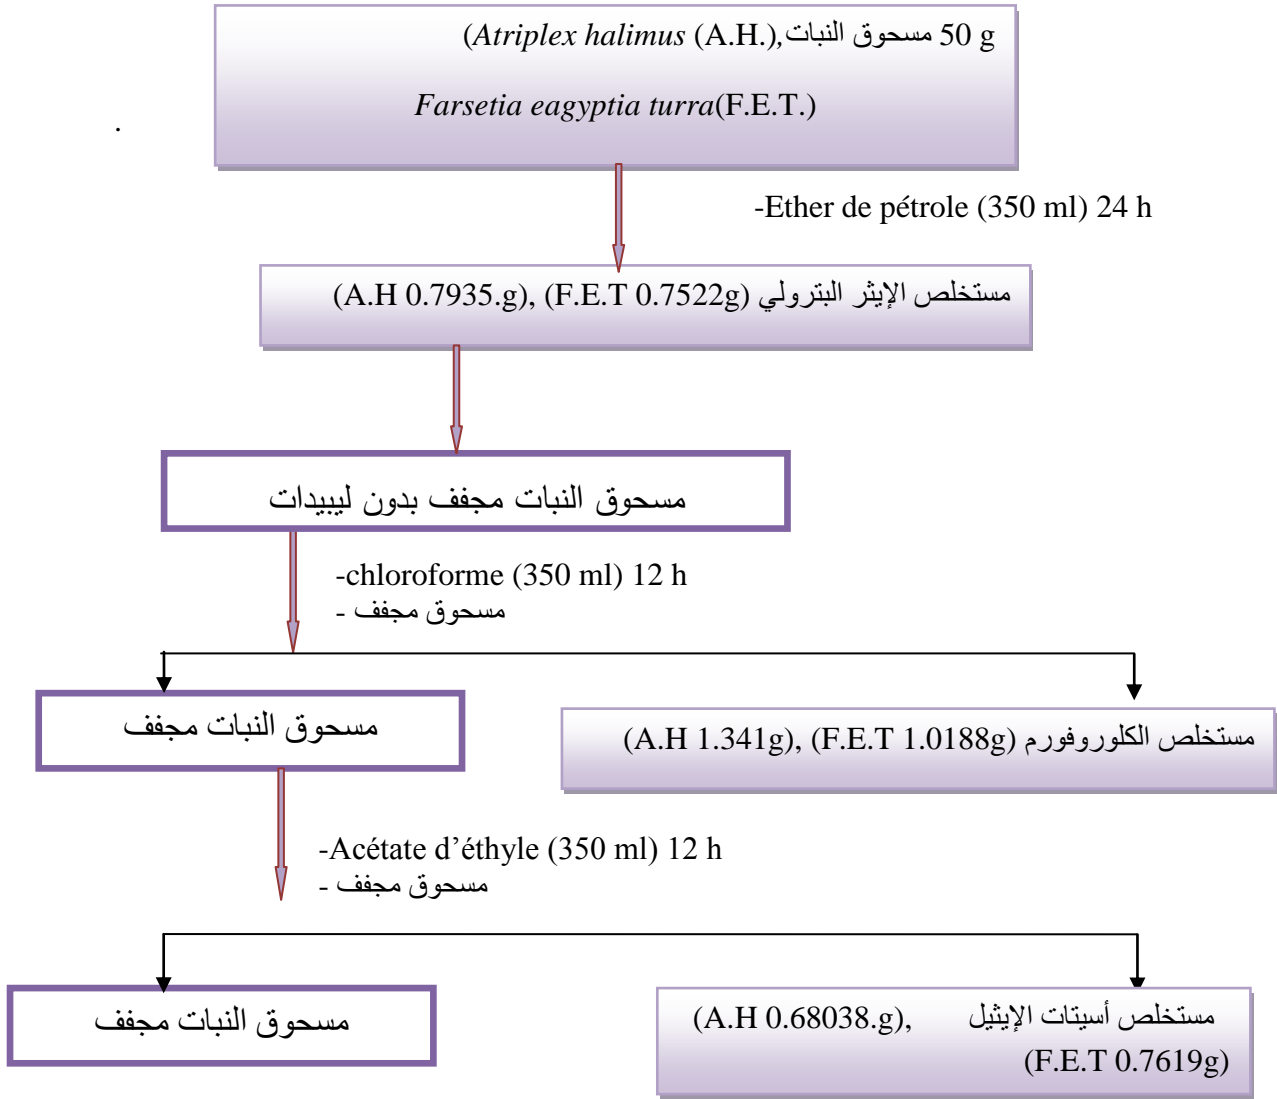 50 g مسحوق النبات,(Atriplex halimus (A.H.)
Farsetia eagyptia turra(F.E.T.)
.
-Ether de pétrole (350 ml) 24 h
مستخلص الإيثر البترولي (A.H 0.7935.g), (F.E.T 0.7522g)
مسحوق النبات مجفف بدون ليبيدات
-chloroforme (350 ml) 12 h
- مسحوق مجفف
مسحوق النبات مجفف
مستخلص الكلوروفورم (A.H 1.341g), (F.E.T 1.0188g)
-Acétate d’éthyle (350 ml) 12 h
- مسحوق مجفف
مسحوق النبات مجفف
مستخلص أسيتات الإيثيل (A.H 0.68038.g),
(F.E.T 0.7619g)